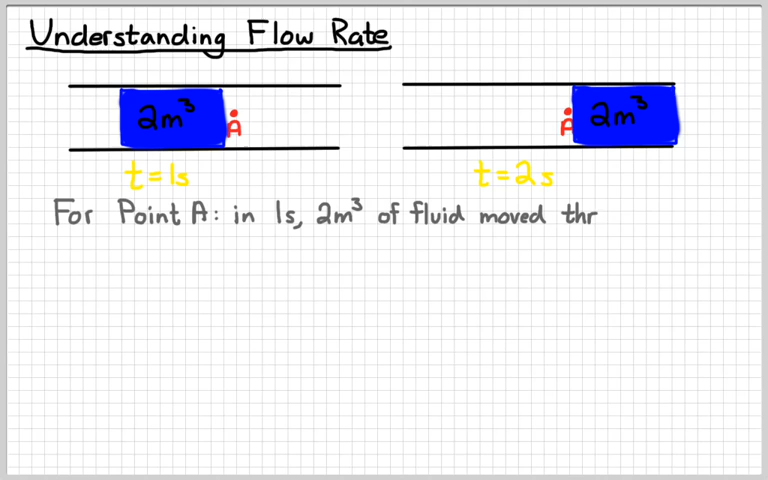 Understanding Flow Rate
2m³ A A 2m³
t=1s t=2s
For Point A: in 1s, 2m³ of fluid moved thr